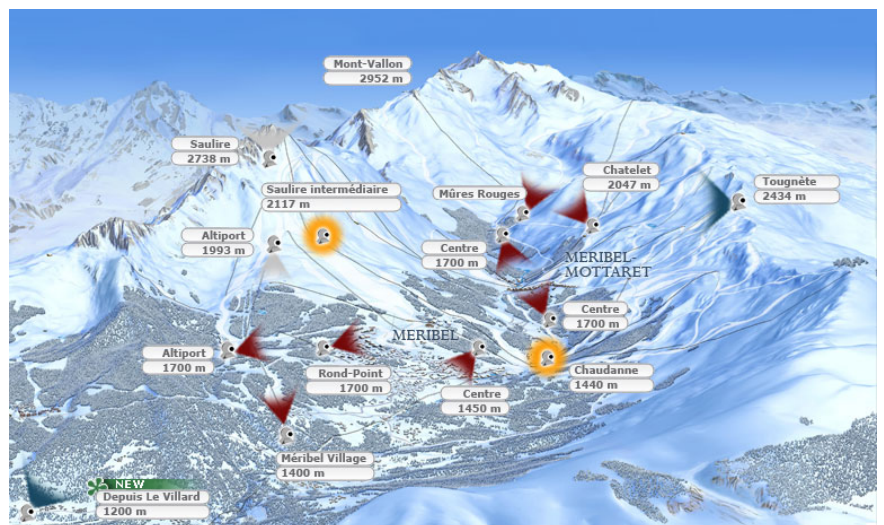 Mont-Vallon
2952 m
Saulire
2738 m
Chatelet
2047 m
Tougnète
2434 m
Saulire intermédiaire
2117 m
Mûres Rouges
Altiport
1993 m
Centre
1700 m
MERIBEL-
MOTTARET
Centre
1700 m
MERIBEL
Altiport
1700 m
Rond-Point
1700 m
Chaudanne
1440 m
Centre
1450 m
Méribel Village
1400 m
NEW
Depuis Le Villard
1200 m